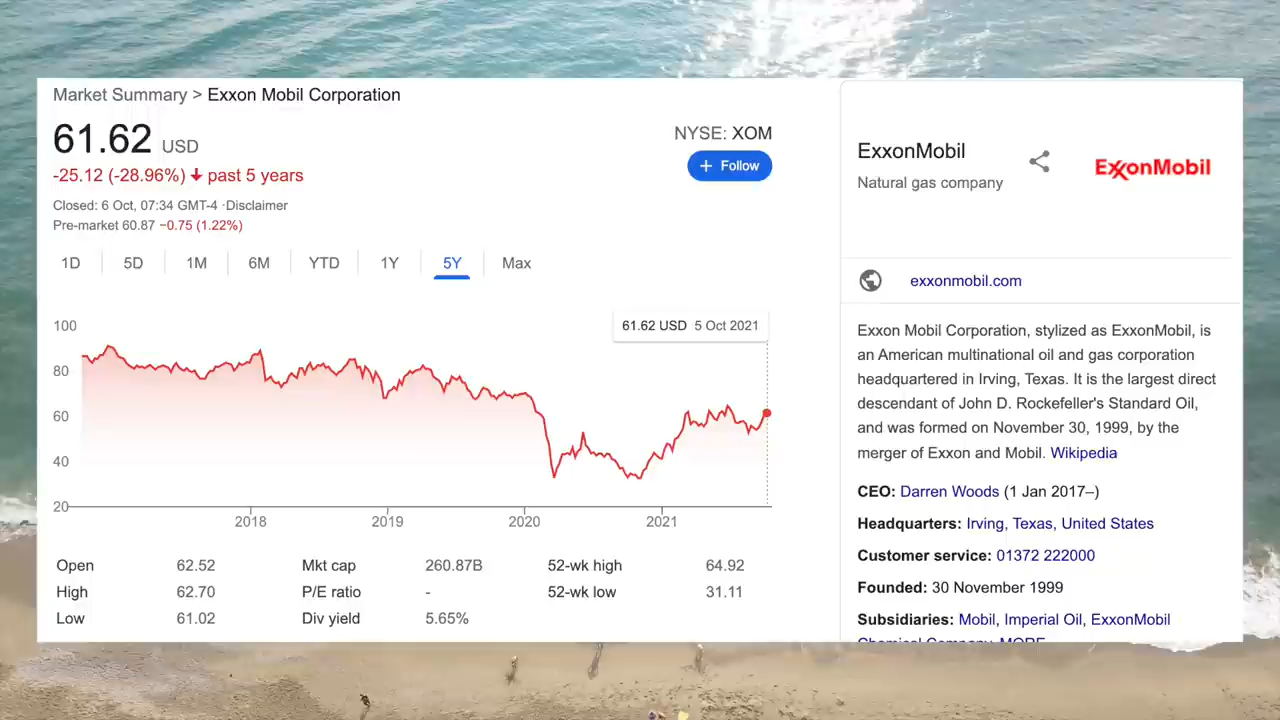 Market Summary > Exxon Mobil Corporation
61.62 USD
-25.12 (-28.96%) ↓ past 5 years
Closed: 6 Oct, 07:34 GMT-4 ·Disclaimer
Pre-market 60.87 −0.75 (1.22%)
NYSE: XOM
+ Follow
1D 5D 1M 6M YTD 1Y 5Y Max
61.62 USD 5 Oct 2021
100
80
60
40
20
2018 2019 2020 2021
Open 62.52 Mkt cap 260.87B 52-wk high 64.92
High 62.70 P/E ratio - 52-wk low 31.11
Low 61.02 Div yield 5.65%
ExxonMobil
Natural gas company
ExxonMobil
exxonmobil.com
Exxon Mobil Corporation, stylized as ExxonMobil, is
an American multinational oil and gas corporation
headquartered in Irving, Texas. It is the largest direct
descendant of John D. Rockefeller's Standard Oil,
and was formed on November 30, 1999, by the
merger of Exxon and Mobil. Wikipedia
CEO: Darren Woods (1 Jan 2017–)
Headquarters: Irving, Texas, United States
Customer service: 01372 222000
Founded: 30 November 1999
Subsidiaries: Mobil, Imperial Oil, ExxonMobil
Chemical Company, MORE